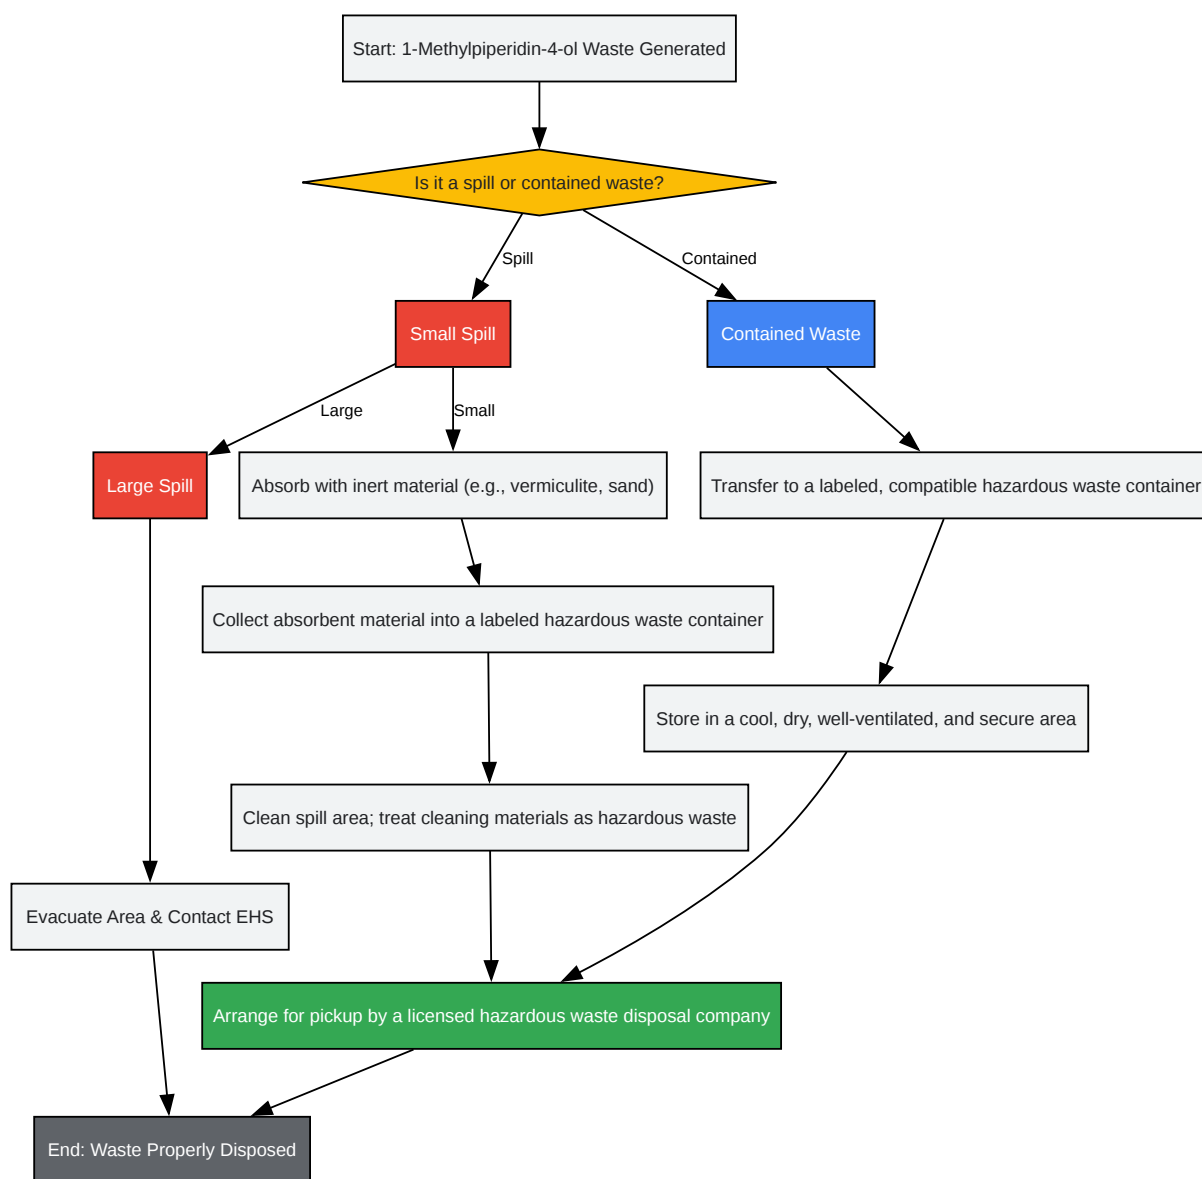 Start: 1-Methylpiperidin-4-ol Waste Generated
Is it a spill or contained waste?
Spill
Contained
Small Spill
Contained Waste
Large
Small
Large Spill
Absorb with inert material (e.g., vermiculite, sand)
Transfer to a labeled, compatible hazardous waste container
Collect absorbent material into a labeled hazardous waste container
Store in a cool, dry, well-ventilated, and secure area
Clean spill area; treat cleaning materials as hazardous waste
Evacuate Area & Contact EHS
Arrange for pickup by a licensed hazardous waste disposal company
End: Waste Properly Disposed